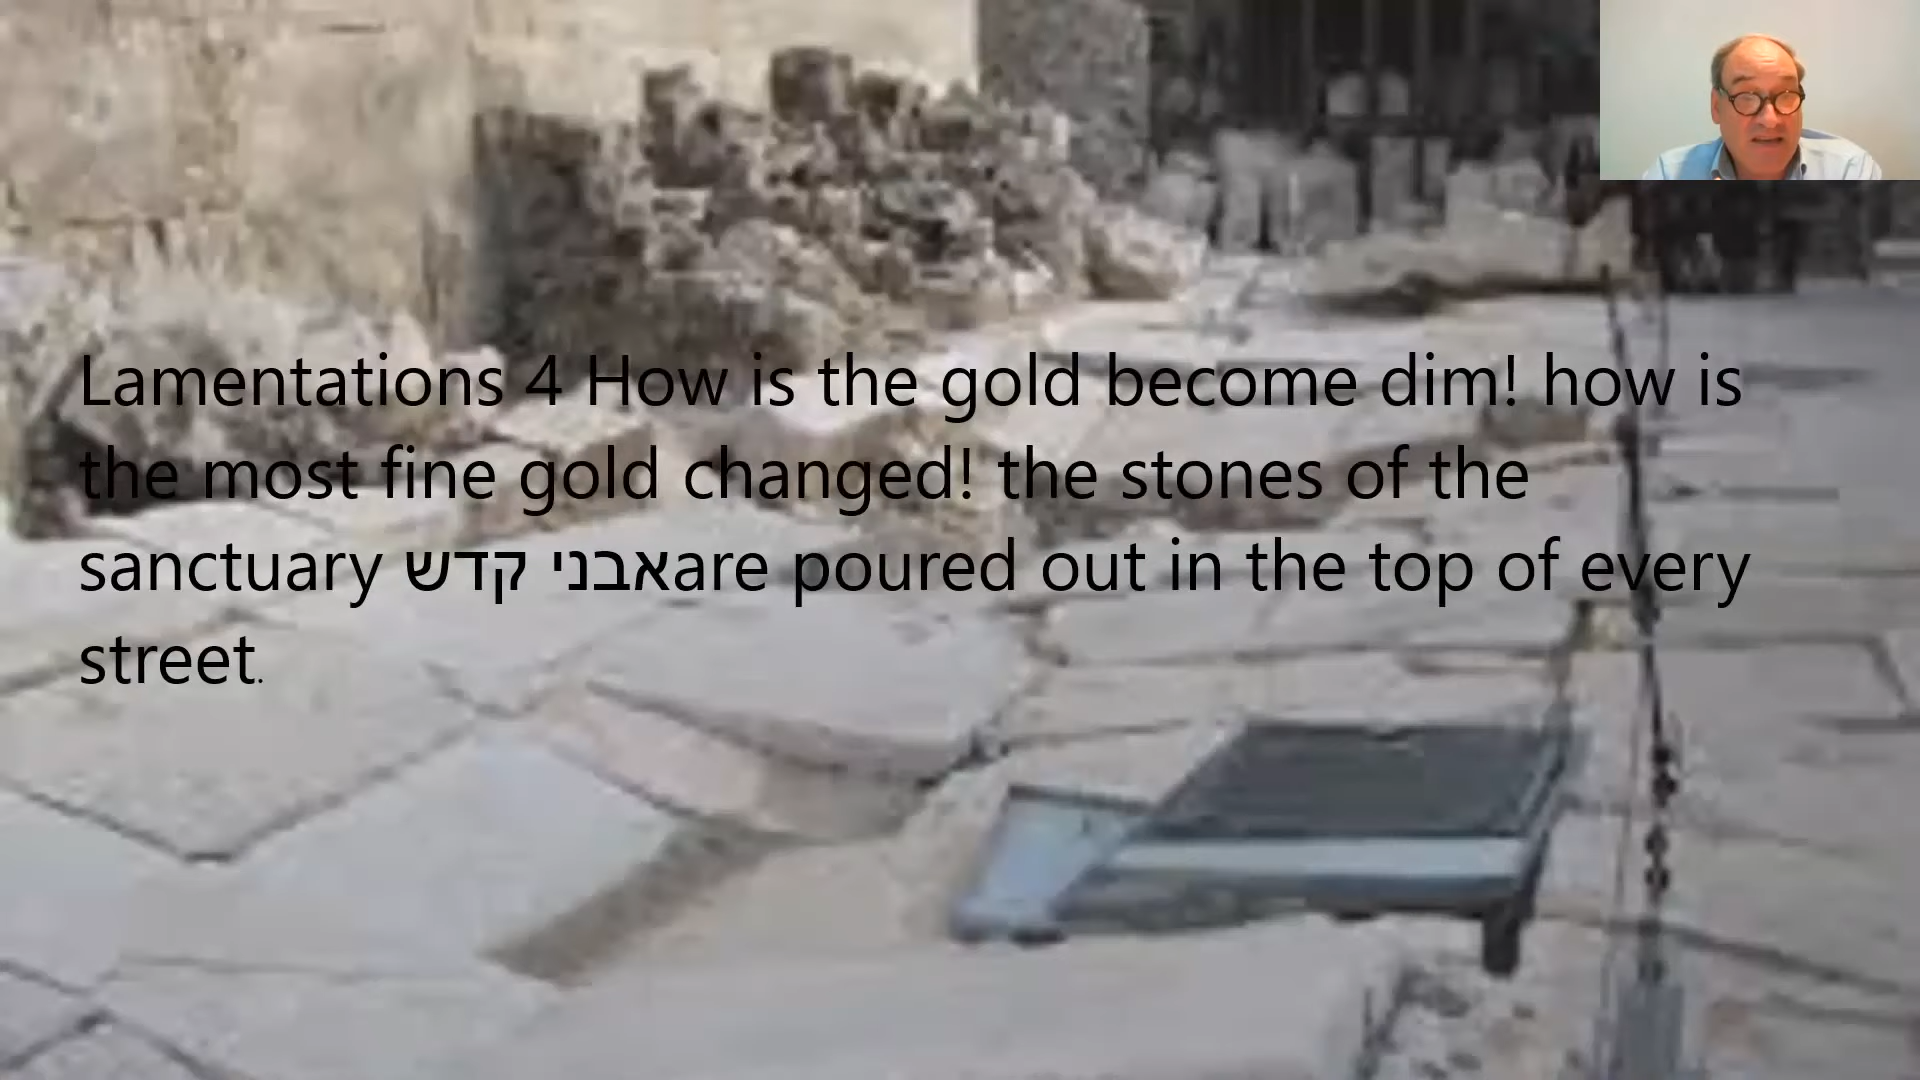 Lamentations 4 How is the gold become dim! how is
the most fine gold changed! the stones of the
sanctuary אבני קדש are poured out in the top of every
street.